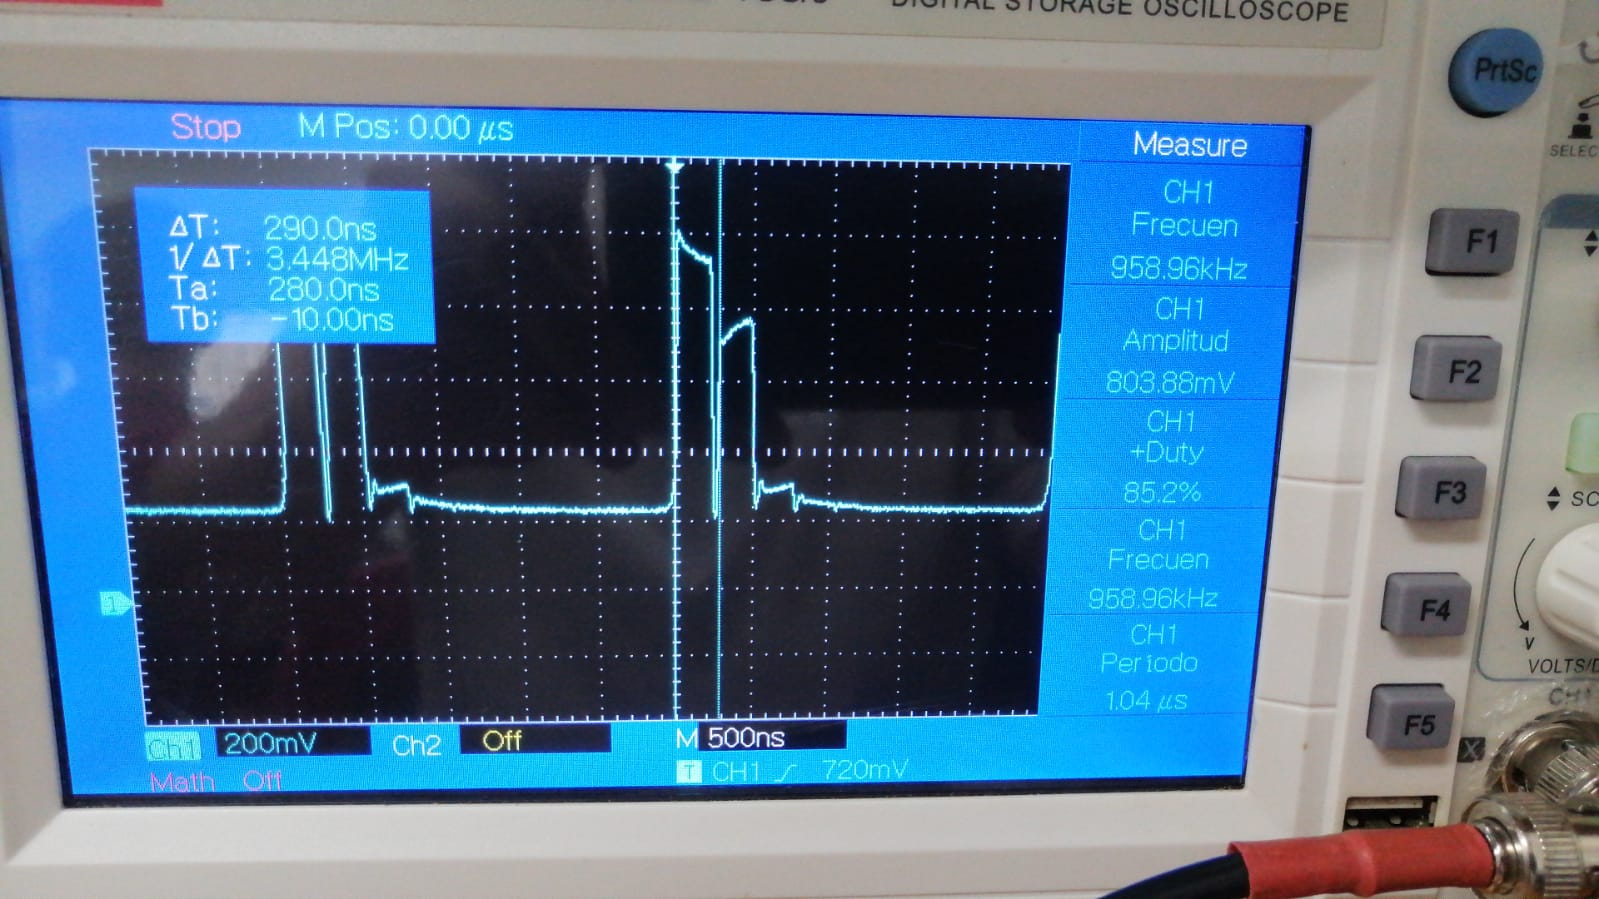 DIGITAL STORAGE OSCILLOSCOPE
PrtSc
Stop M Pos: 0.00 μs
Measure
ΔT: 290.0ns
1/ΔT: 3.448MHz
Ta: 280.0ns
Tb: -10.00ns
CH1
Frecuen
958.96kHz
CH1
Amplitud
803.88mV
CH1
+Duty
85.2%
CH1
Frecuen
958.96kHz
CH1
Período
1.04 μs
1
Ch1 200mV Ch2 Off M 500ns
Math Off T CH1 720mV
F1
F2
F3
F4
F5
V
X